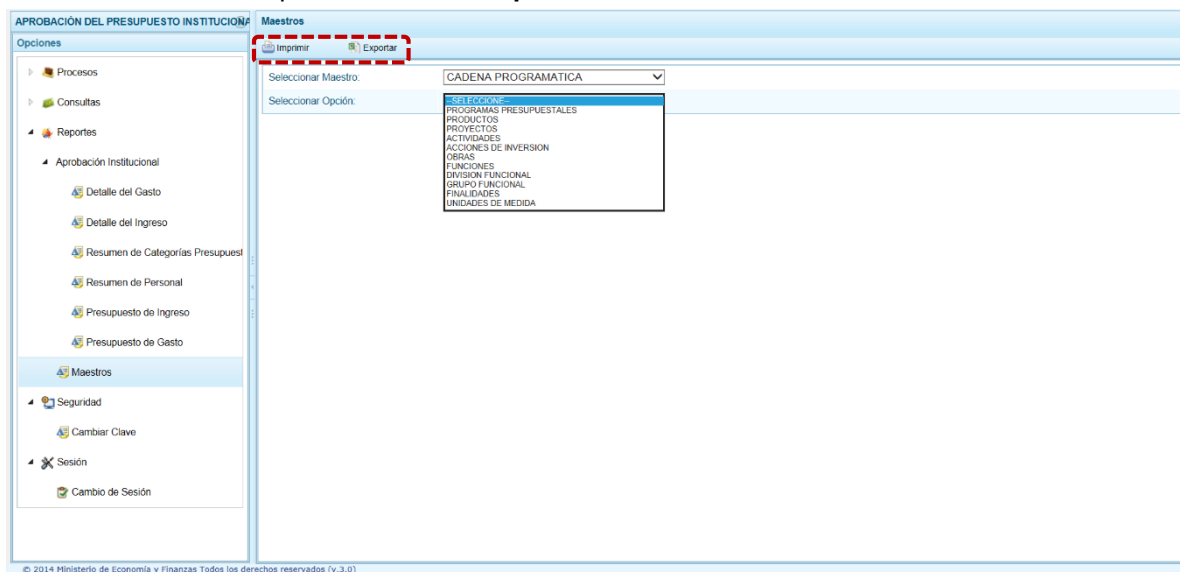 APROBACIÓN DEL PRESUPUESTO INSTITUCIONA
Opciones
Procesos
Consultas
Reportes
Aprobación Institucional
Detalle del Gasto
Detalle del Ingreso
Resumen de Categorías Presupuest
Resumen de Personal
Presupuesto de Ingreso
Presupuesto de Gasto
Maestros
Seguridad
Cambiar Clave
Sesión
Cambio de Sesión
Maestros
Imprimir Exportar
Seleccionar Maestro: CADENA PROGRAMATICA
Seleccionar Opción:
--SELECCIONE--
PROGRAMAS PRESUPUESTALES
PRODUCTOS
PROYECTOS
ACTIVIDADES
ACCIONES DE INVERSION
OBRAS
FUNCIONES
DIVISION FUNCIONAL
GRUPO FUNCIONAL
FINALIDADES
UNIDADES DE MEDIDA
© 2014 Ministerio de Economía y Finanzas Todos los derechos reservados (v.3.0)